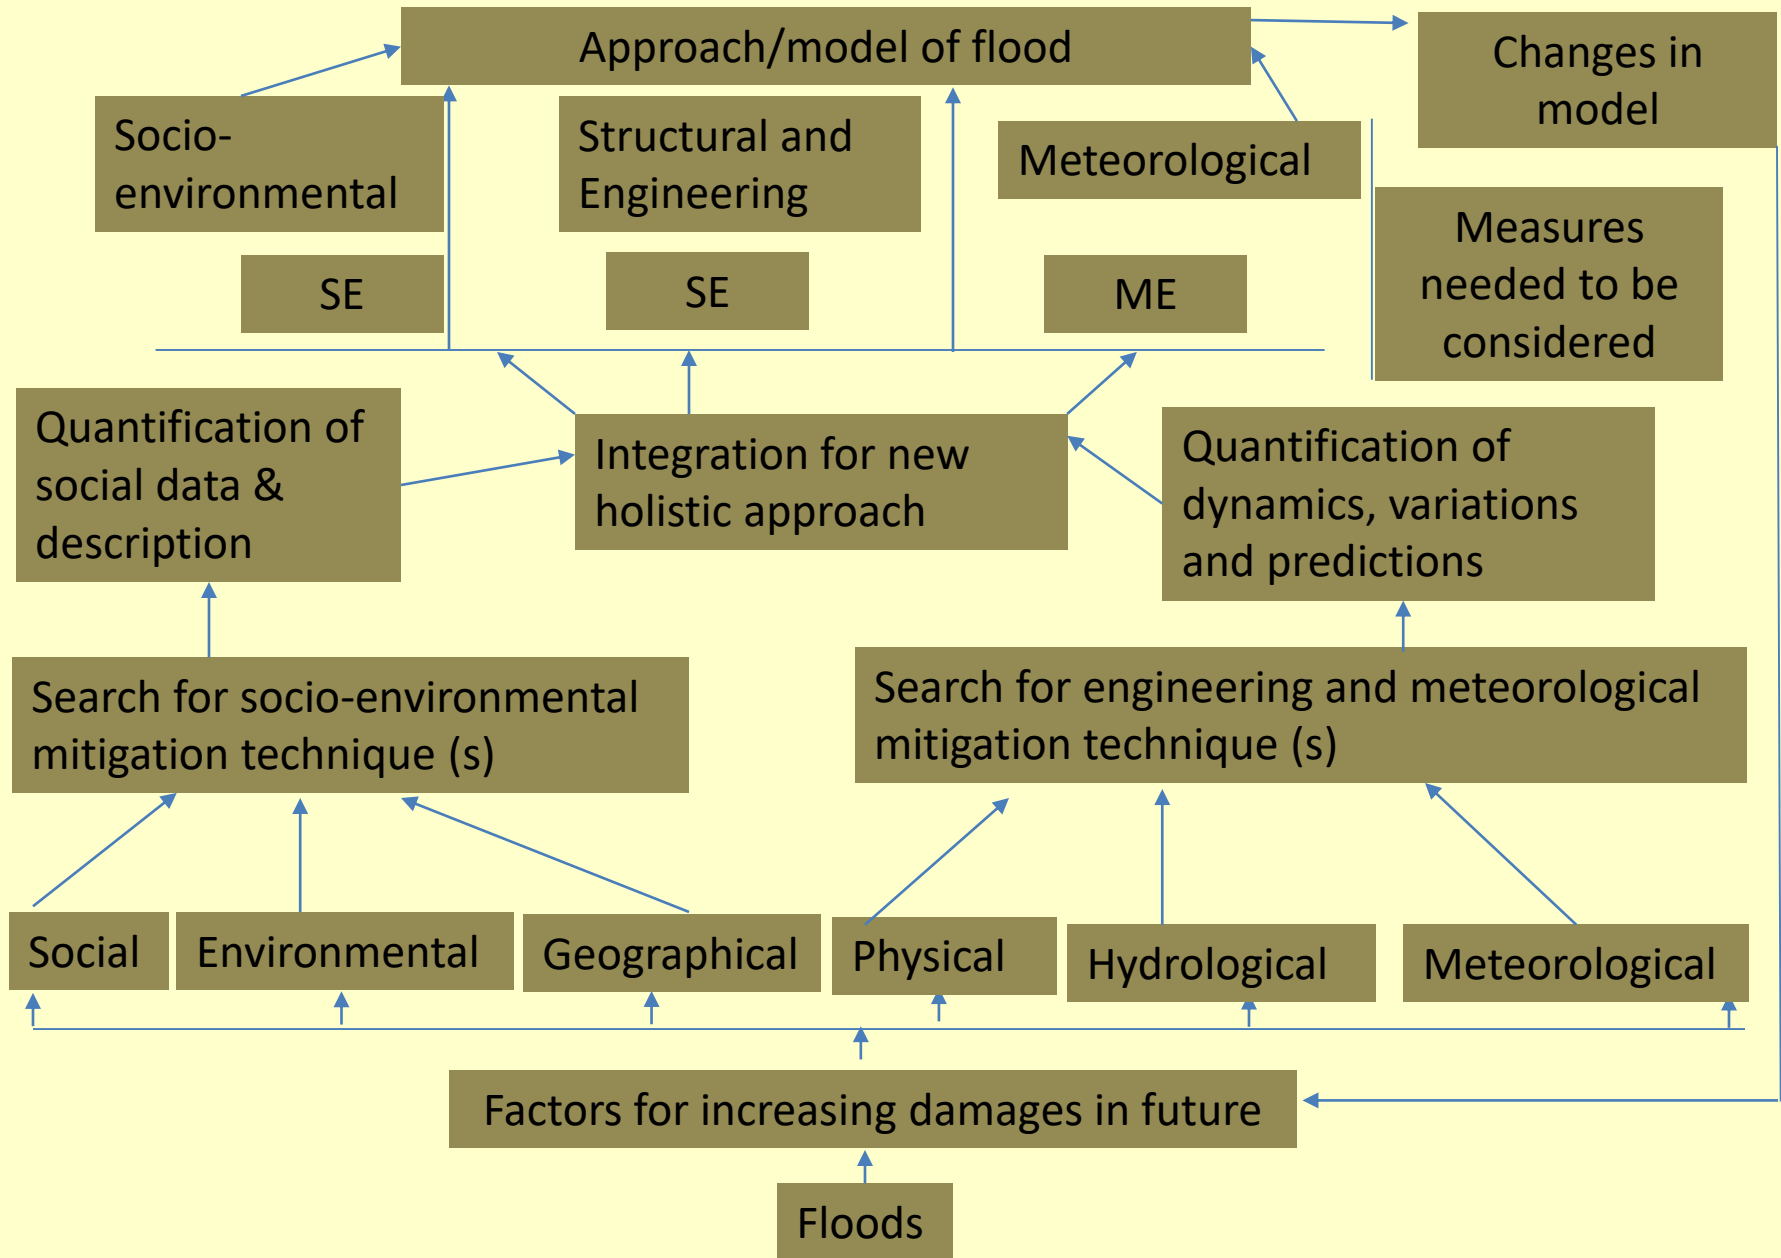 Approach/model of flood
Changes in
model
Socio-
environmental
Structural and
Engineering
Meteorological
Measures
needed to be
considered
SE
SE
ME
Quantification of
social data &
description
Integration for new
holistic approach
Quantification of
dynamics, variations
and predictions
Search for socio-environmental
mitigation technique (s)
Search for engineering and meteorological
mitigation technique (s)
Social
Environmental
Geographical
Physical
Hydrological
Meteorological
Factors for increasing damages in future
Floods